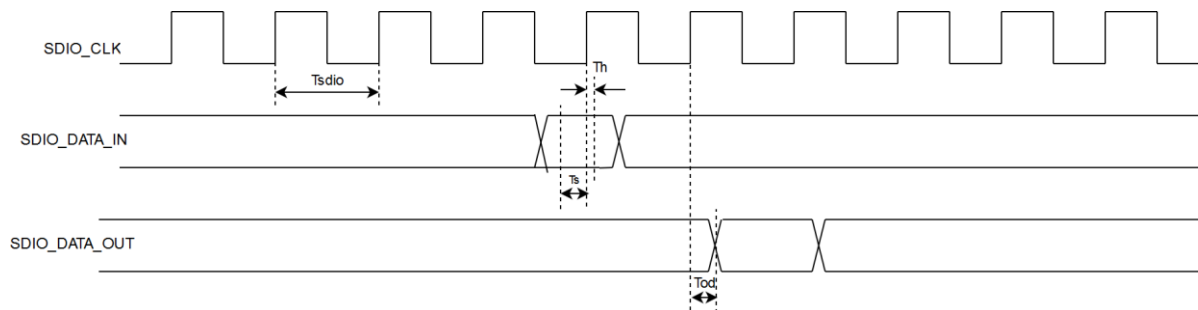 SDIO_CLK
Th
Tsdio
SDIO_DATA_IN
Ts
SDIO_DATA_OUT
Tod